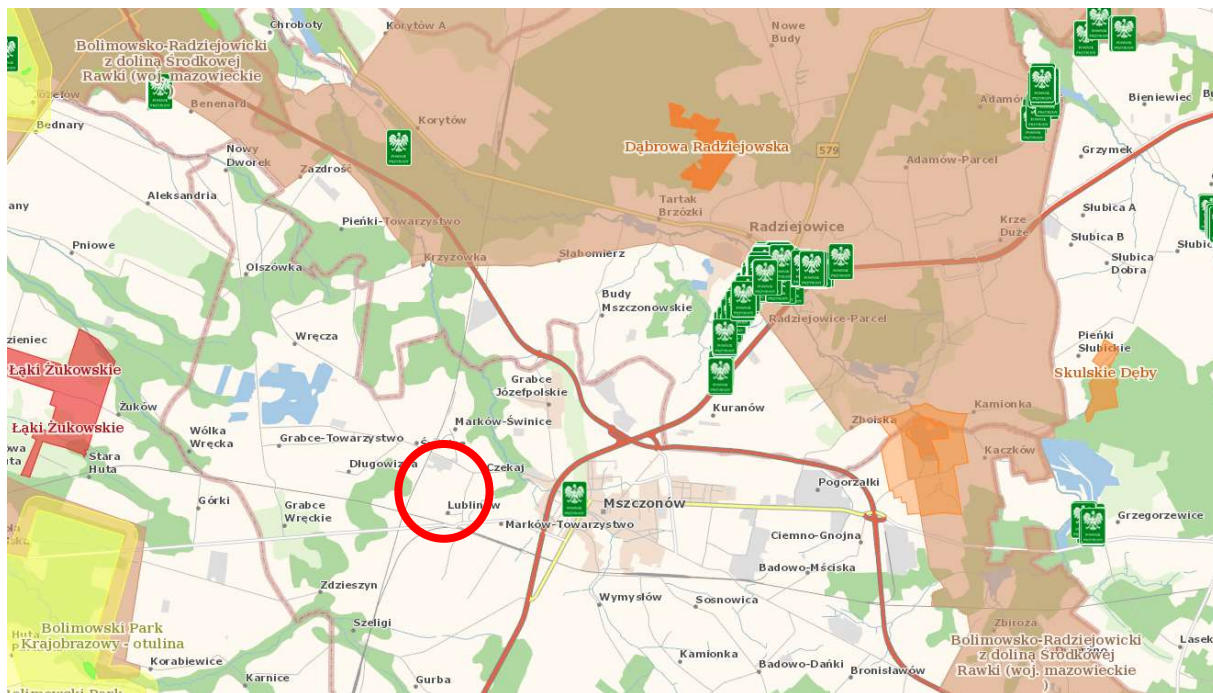 Chroboty
Korytów A
Nowe
Budy
Bolimowsko-Radziejowicki
z doliną Środkowej
Rawki (woj. mazowieckie
Benenard
Bieniewiec
Bednary
Korytów
Dąbrowa Radziejowska
579
Grzymek
Nowy
Dworek
Zazdrość
Adamów-Parcel
Aleksandria
Tartak
Brzózki
Słubica A
Pieńki-Towarzystwo
Radziejowice
Krze
Duże
Słubica B
Pniowe
Krzyżówka
Słabomierz
Słubica
Dobra
Olszówka
Budy
Mszczonowskie
Radziejowice-Parcel
Wręcza
Pieńki
Słubickie
Łąki Żukowskie
Skulskie Dęby
Grabce
Józefpolskie
Żuków
Kuranów
Kamionka
Łąki Żukowskie
Marków-Świnice
Zboiska
Wólka
Wręcka
Grabce-Towarzystwo
Kaczków
Stara
Huta
Długowizna
Czekaj
Pogorzałki
Górki
Grabce
Wręckie
Lublinów
Mszczonów
Grzegorzewice
Marków-Towarzystwo
Ciemno-Gnojna
Badowo-Mściska
Zdzieszyn
Wymysłów
Sosnowica
Szeligi
Zbiroża
Bolimowski Park
Krajobrazowy - otulina
Bolimowsko-Radziejowicki
z doliną Środkowej
Rawki (woj. mazowieckie
Korabiewice
Kamionka
Badowo-Dańki
Bronisławów
Karnice
Gurba
Bolimowski Park